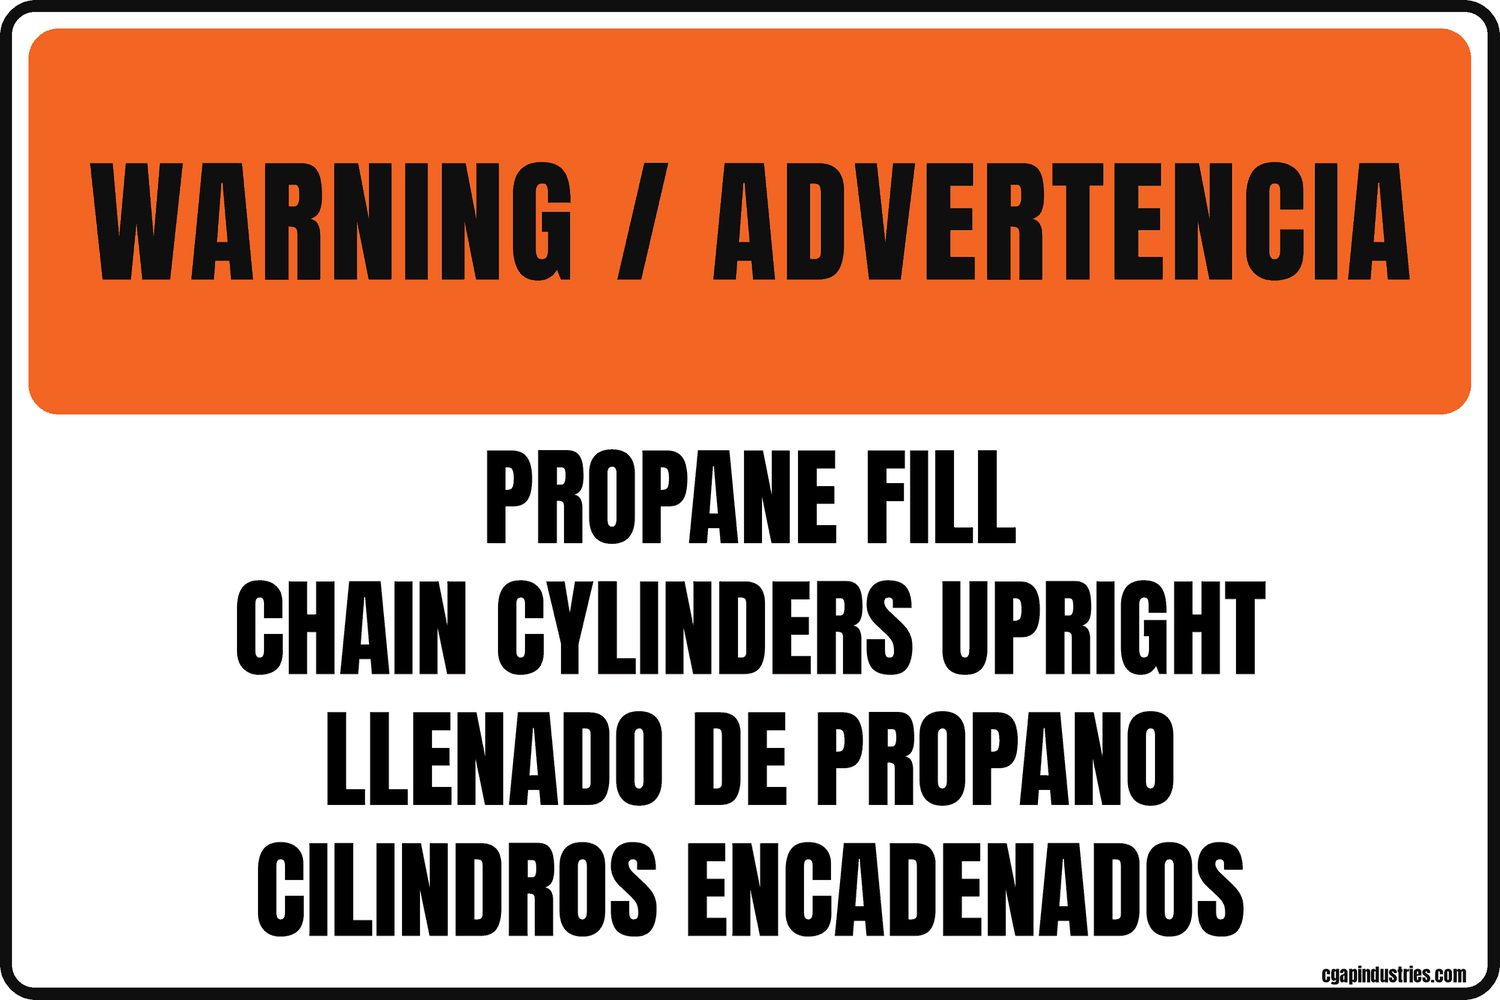 WARNING / ADVERTENCIA
PROPANE FILL
CHAIN CYLINDERS UPRIGHT
LLENADO DE PROPANO
CILINDROS ENCADENADOS
cgapindustries.com